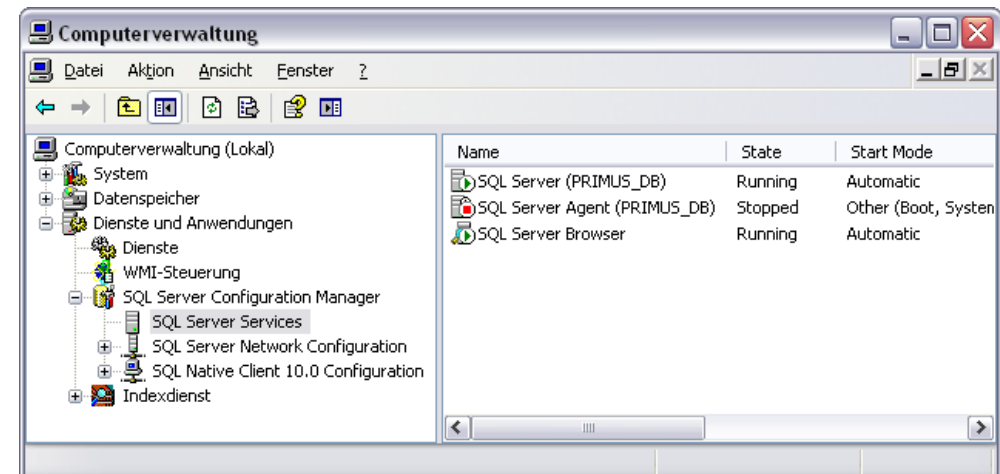 Computerverwaltung
Datei Aktion Ansicht Fenster ?
Computerverwaltung (Lokal)
System
Datenspeicher
Dienste und Anwendungen
Dienste
WMI-Steuerung
SQL Server Configuration Manager
SQL Server Services
SQL Server Network Configuration
SQL Native Client 10.0 Configuration
Indexdienst
Name State Start Mode
SQL Server (PRIMUS_DB) Running Automatic
SQL Server Agent (PRIMUS_DB) Stopped Other (Boot, System
SQL Server Browser Running Automatic